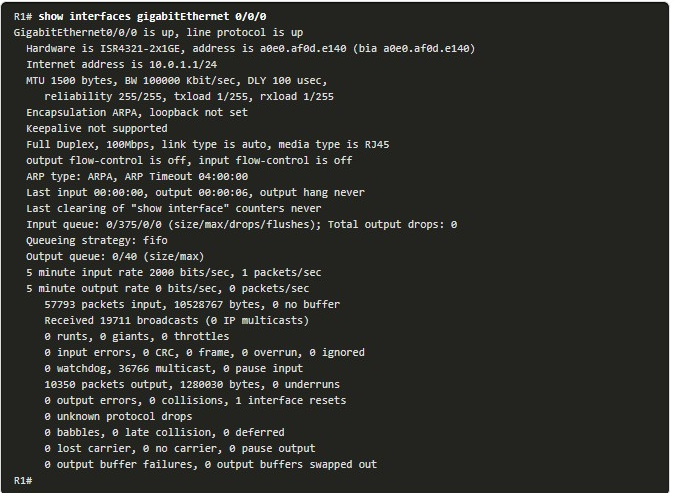 R1# show interfaces gigabitEthernet 0/0/0
GigabitEthernet0/0/0 is up, line protocol is up
Hardware is ISR4321-2x1GE, address is a0e0.af0d.e140 (bia a0e0.af0d.e140)
Internet address is 10.0.1.1/24
MTU 1500 bytes, BW 100000 Kbit/sec, DLY 100 usec,
reliability 255/255, txload 1/255, rxload 1/255
Encapsulation ARPA, loopback not set
Keepalive not supported
Full Duplex, 100Mbps, link type is auto, media type is RJ45
output flow-control is off, input flow-control is off
ARP type: ARPA, ARP Timeout 04:00:00
Last input 00:00:00, output 00:00:06, output hang never
Last clearing of "show interface" counters never
Input queue: 0/375/0/0 (size/max/drops/flushes); Total output drops: 0
Queueing strategy: fifo
Output queue: 0/40 (size/max)
5 minute input rate 2000 bits/sec, 1 packets/sec
5 minute output rate 0 bits/sec, 0 packets/sec
57793 packets input, 10528767 bytes, 0 no buffer
Received 19711 broadcasts (0 IP multicasts)
0 runts, 0 giants, 0 throttles
0 input errors, 0 CRC, 0 frame, 0 overrun, 0 ignored
0 watchdog, 36766 multicast, 0 pause input
10350 packets output, 1280030 bytes, 0 underruns
0 output errors, 0 collisions, 1 interface resets
0 unknown protocol drops
0 babbles, 0 late collision, 0 deferred
0 lost carrier, 0 no carrier, 0 pause output
0 output buffer failures, 0 output buffers swapped out
R1#